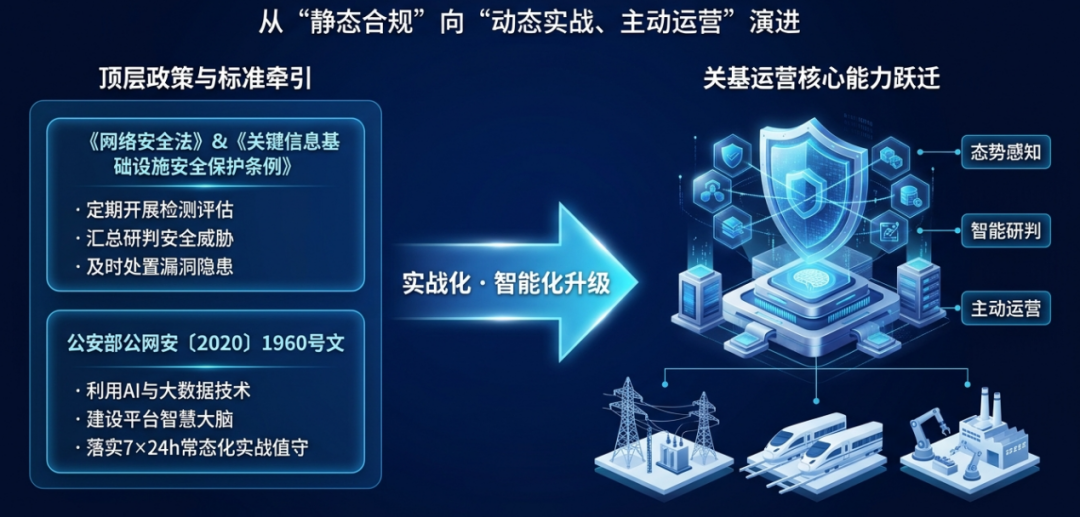 从“静态合规”向“动态实战、主动运营”演进
顶层政策与标准牵引
《网络安全法》&《关键信息基
础设施安全保护条例》
· 定期开展检测评估
· 汇总研判安全威胁
· 及时处置漏洞隐患
公安部公网安〔2020〕1960号文
· 利用AI与大数据技术
· 建设平台智慧大脑
· 落实7×24h常态化实战值守
实战化 · 智能化升级
关基运营核心能力跃迁
态势感知
智能研判
主动运营